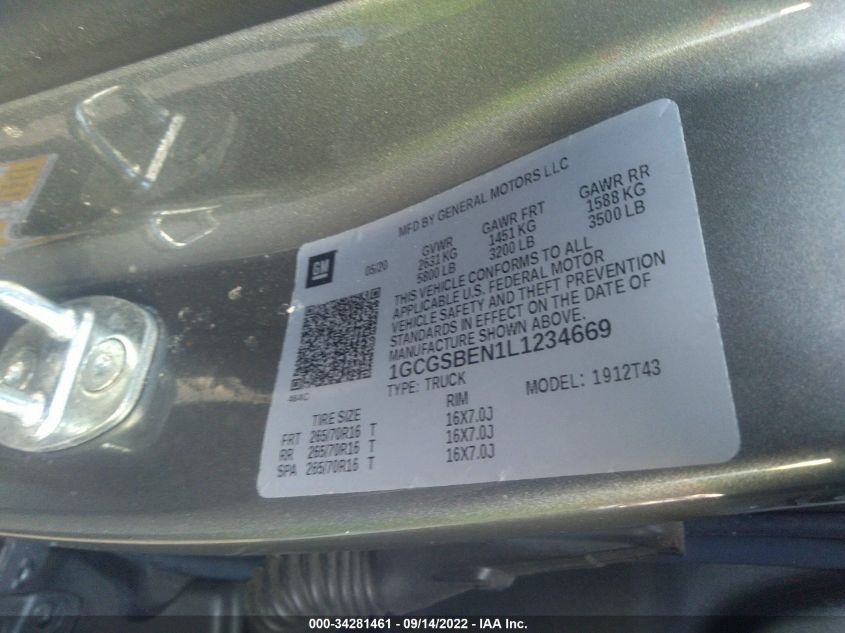 MFD BY GENERAL MOTORS LLC
GM
05/20
GVWR GAWR FRT GAWR RR
2631 KG 1451 KG 1588 KG
5800 LB 3200 LB 3500 LB
THIS VEHICLE CONFORMS TO ALL
APPLICABLE U.S. FEDERAL MOTOR
VEHICLE SAFETY AND THEFT PREVENTION
STANDARDS IN EFFECT ON THE DATE OF
MANUFACTURE SHOWN ABOVE.
1GCGSBEN1L1234669
464C
TYPE: TRUCK MODEL: 1912T43
TIRE SIZE RIM
FRT 265/70R16 T 16X7.0J
RR 265/70R16 T 16X7.0J
SPA 265/70R16 T 16X7.0J
000-34281461 - 09/14/2022 - IAA Inc.